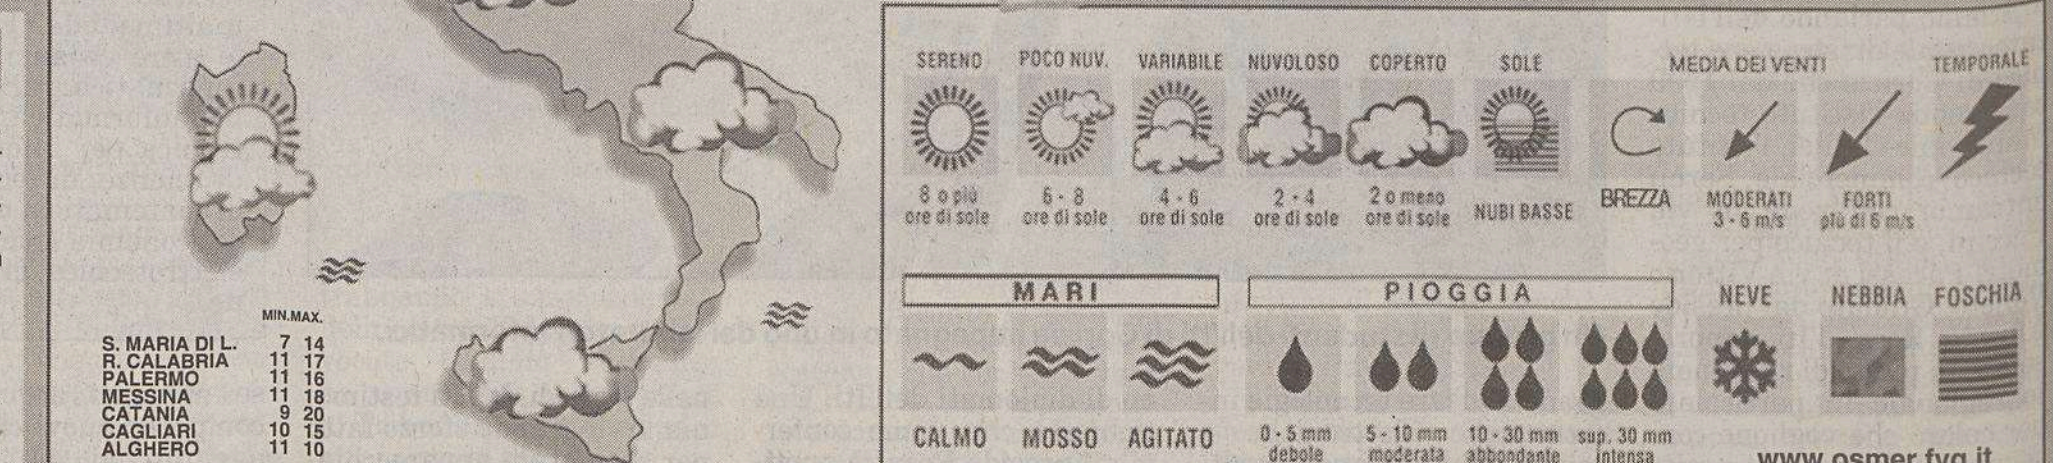 MIN. MAX.
S. MARIA DI L. 7 14
R. CALABRIA 11 17
PALERMO 11 16
MESSINA 11 18
CATANIA 9 20
CAGLIARI 10 15
ALGHERO 11 10
SERENO POCO NUV. VARIABILE NUVOLOSO COPERTO SOLE MEDIA DEI VENTI TEMPORALE
8 o più 6 - 8 4 - 6 2 - 4 2 o meno
ore di sole ore di sole ore di sole ore di sole ore di sole NUBI BASSE
BREZZA MODERATI FORTI
3 - 6 m/s più di 6 m/s
MARI PIOGGIA NEVE NEBBIA FOSCHIA
CALMO MOSSO AGITATO
0 - 5 mm 5 - 10 mm 10 - 30 mm sup. 30 mm
debole moderata abbondante intensa
www.osmer.fvg.it